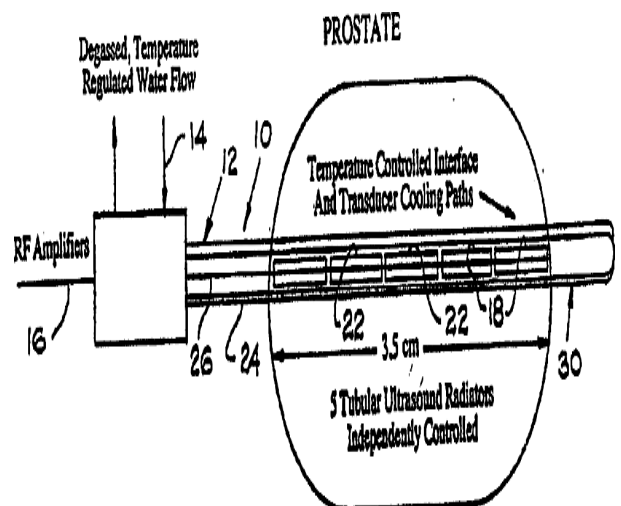 PROSTATE
Degassed, Temperature
Regulated Water Flow
14
12
10
Temperature Controlled Interface
And Transducer Cooling Paths
RF Amplifiers
16
26
24
22
22
18
30
3.5 cm
5 Tubular Ultrasound Radiators
Independently Controlled